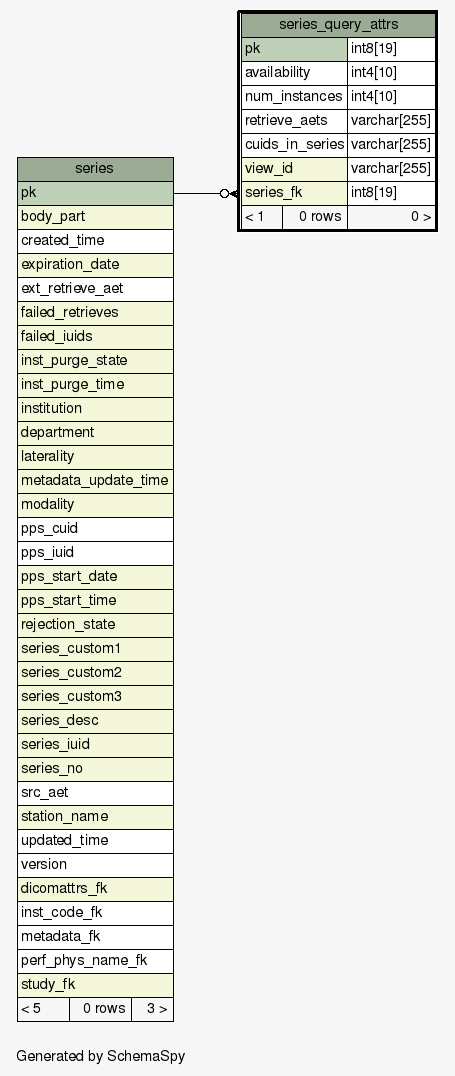 series_query_attrs
pk int8[19]
availability int4[10]
num_instances int4[10]
retrieve_aets varchar[255]
cuids_in_series varchar[255]
view_id varchar[255]
series_fk int8[19]
< 1 0 rows 0 >
series
pk
body_part
created_time
expiration_date
ext_retrieve_aet
failed_retrieves
failed_iuids
inst_purge_state
inst_purge_time
institution
department
laterality
metadata_update_time
modality
pps_cuid
pps_iuid
pps_start_date
pps_start_time
rejection_state
series_custom1
series_custom2
series_custom3
series_desc
series_iuid
series_no
src_aet
station_name
updated_time
version
dicomattrs_fk
inst_code_fk
metadata_fk
perf_phys_name_fk
study_fk
< 5 0 rows 3 >
Generated by SchemaSpy